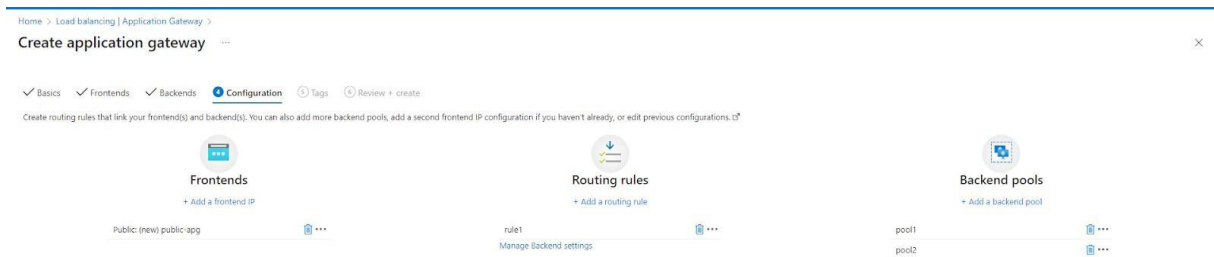 Home > Load balancing | Application Gateway >
Create application gateway ...
Basics Frontends Backends 4 Configuration 5 Tags 6 Review + create
Create routing rules that link your frontend(s) and backend(s). You can also add more backend pools, add a second frontend IP configuration if you haven't already, or edit previous configurations.
Frontends Routing rules Backend pools
+ Add a frontend IP + Add a routing rule + Add a backend pool
Public: (new) public-apg rule1 pool1
Manage Backend settings pool2